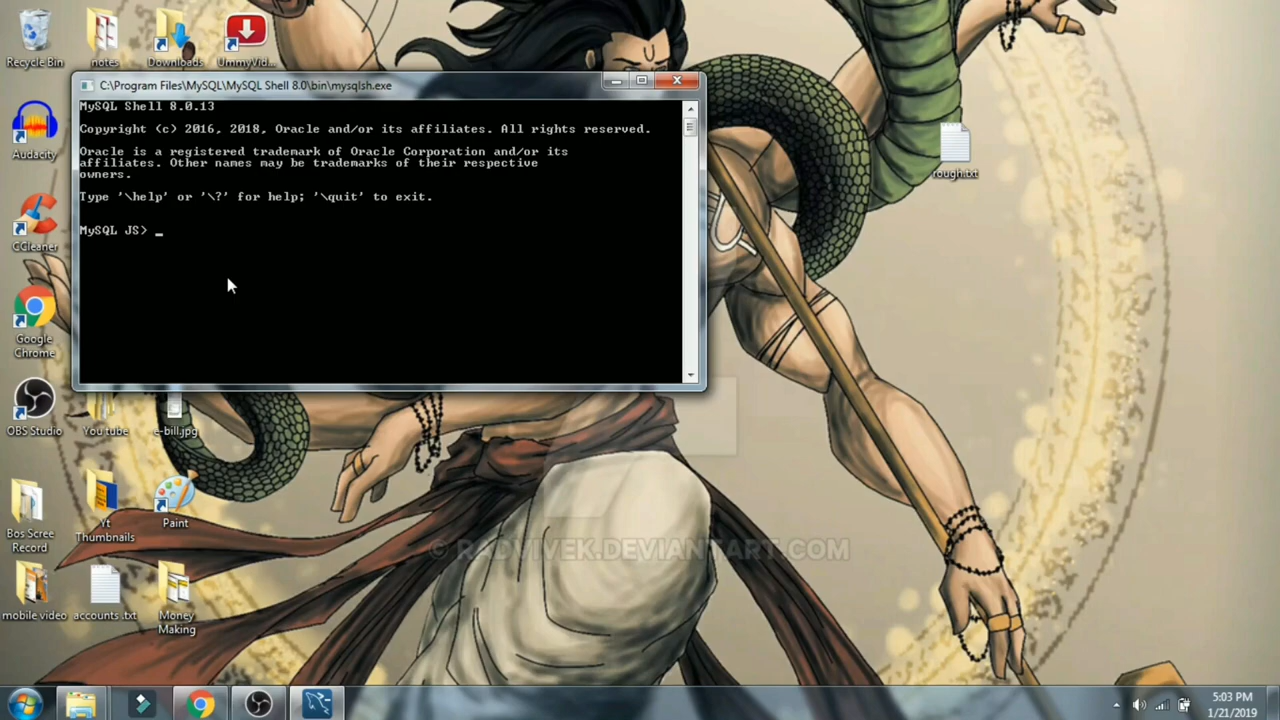 Recycle Bin
notes
Downloads
UmmyVid...
C:\Program Files\MySQL\MySQL Shell 8.0\bin\mysqlsh.exe
MySQL Shell 8.0.13
Copyright (c) 2016, 2018, Oracle and/or its affiliates. All rights reserved.
Oracle is a registered trademark of Oracle Corporation and/or its
affiliates. Other names may be trademarks of their respective
owners.
Type '\help' or '\?' for help; '\quit' to exit.
MySQL JS> _
Audacity
rough.txt
CCleaner
Google
Chrome
OBS Studio
You tube
e-bill.jpg
Bos Scree
Record
Yt
Thumbnails
Paint
© RADVIVEK.DEVIANTART.COM
mobile video
accounts .txt
Money
Making
5:03 PM
1/21/2019